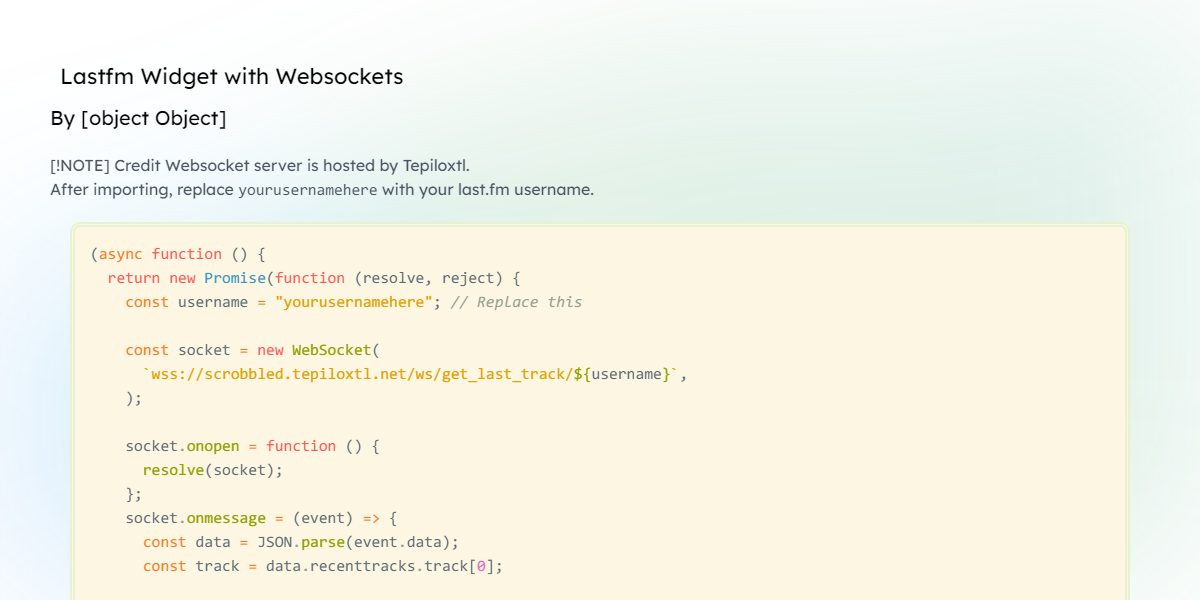 Lastfm Widget with Websockets
By [object Object]
[!NOTE] Credit Websocket server is hosted by Tepiloxtl.
After importing, replace yourusernamehere with your last.fm username.
(async function () {
  return new Promise(function (resolve, reject) {
    const username = "yourusernamehere"; // Replace this
    const socket = new WebSocket(
      `wss://scrobbled.tepiloxtl.net/ws/get_last_track/${username}`,
    );
    socket.onopen = function () {
      resolve(socket);
    };
    socket.onmessage = (event) => {
      const data = JSON.parse(event.data);
      const track = data.recenttracks.track[0];